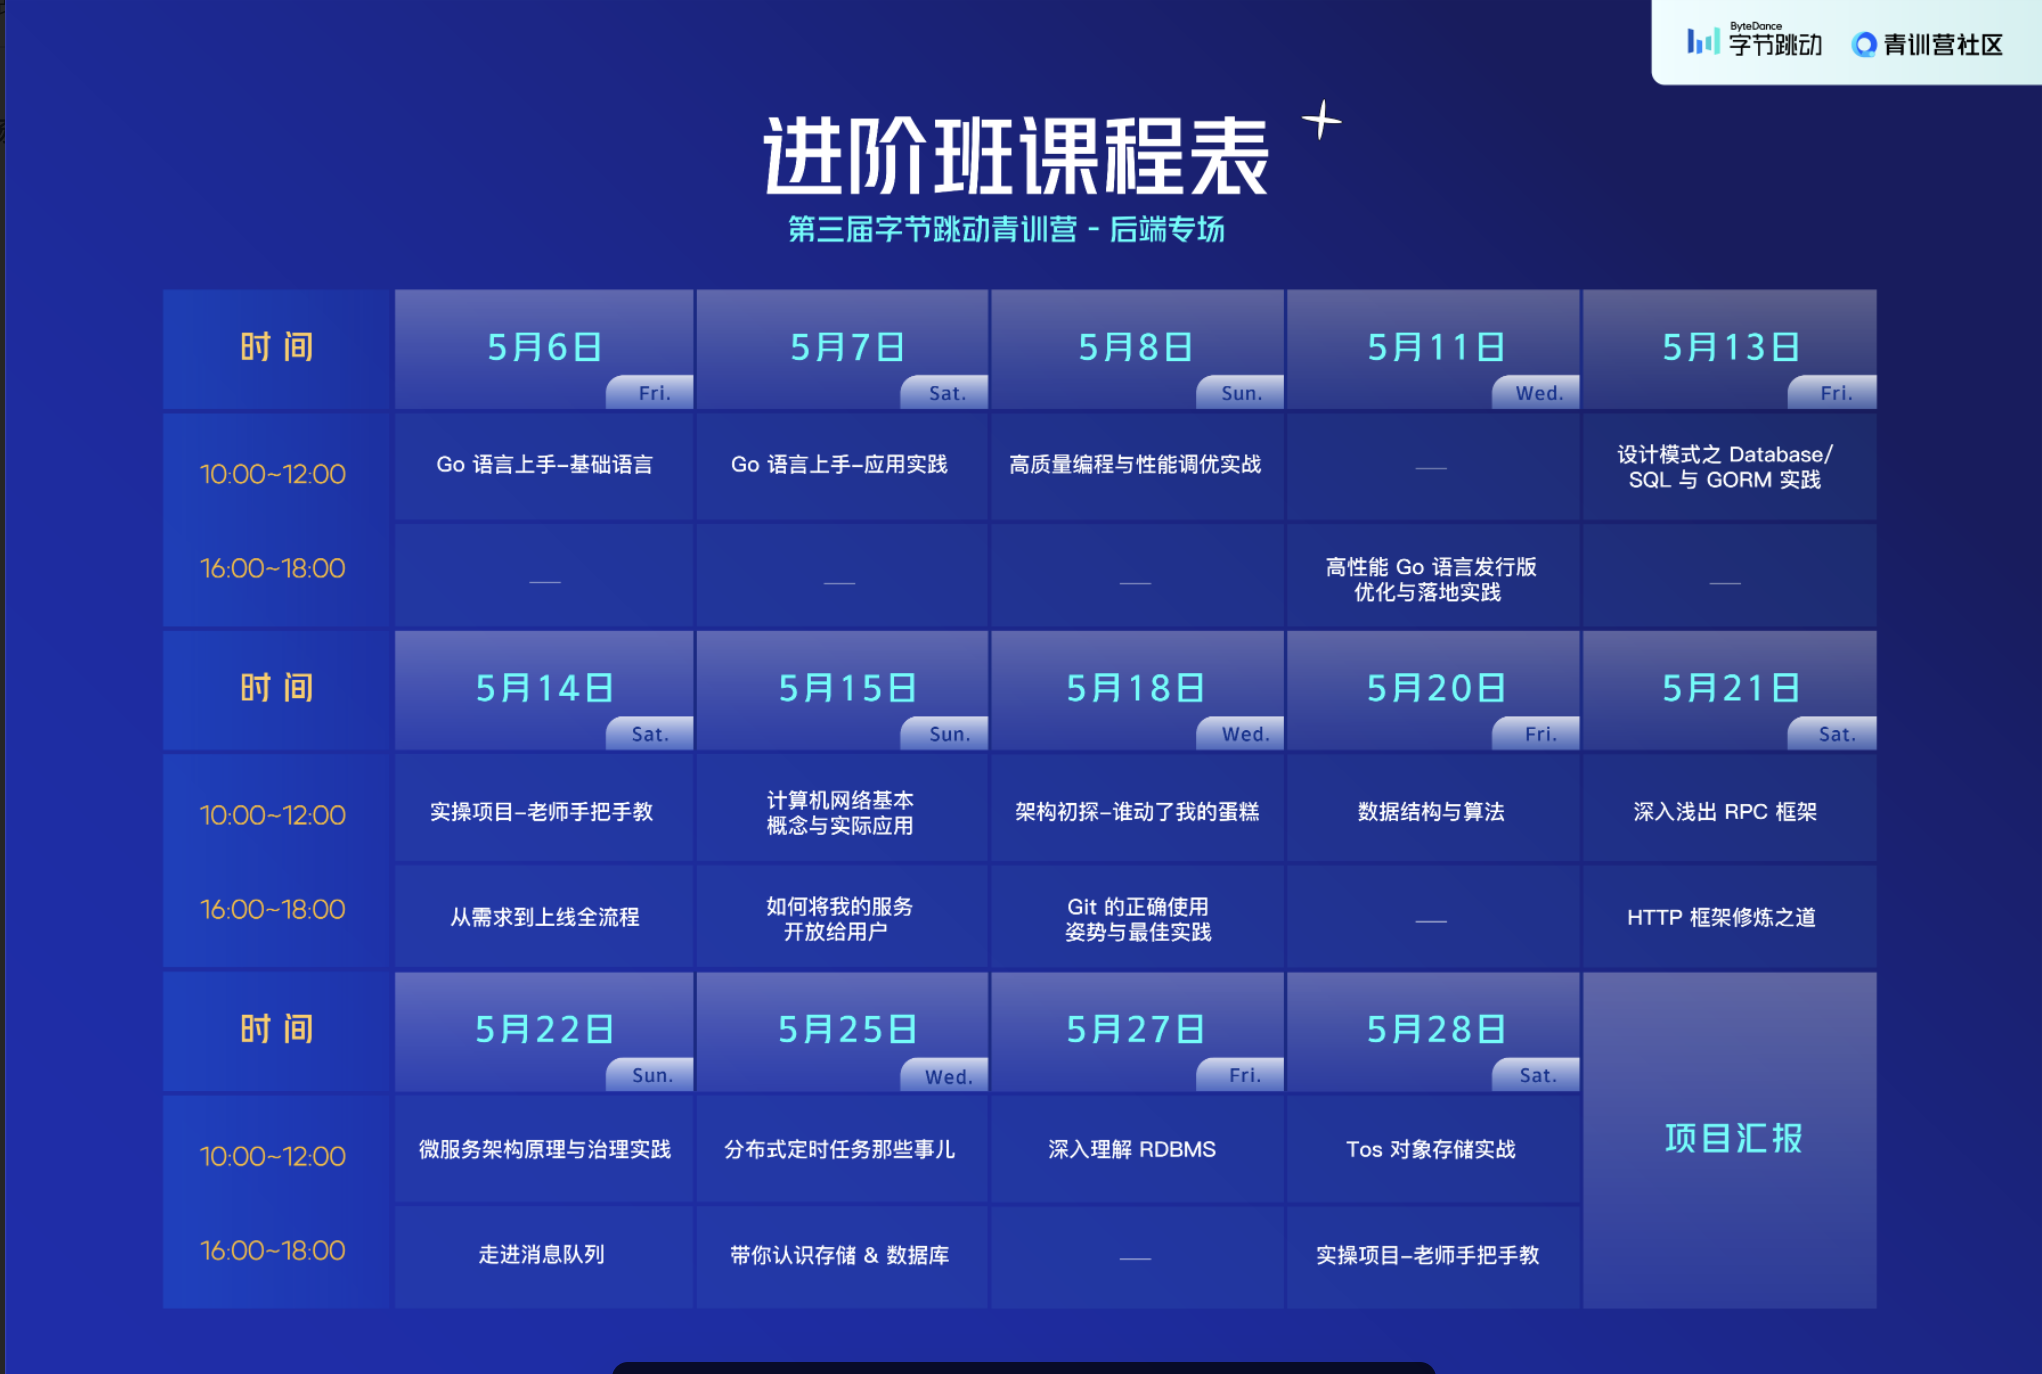 ByteDance
字节跳动
青训营社区
进阶班课程表
第三届字节跳动青训营 - 后端专场
时间
5月6日
Fri.
5月7日
Sat.
5月8日
Sun.
5月11日
Wed.
5月13日
Fri.
10:00~12:00
Go 语言上手-基础语言
Go 语言上手-应用实践
高质量编程与性能调优实战
—
设计模式之 Database/
SQL 与 GORM 实践
16:00~18:00
—
—
—
高性能 Go 语言发行版
优化与落地实践
—
时间
5月14日
Sat.
5月15日
Sun.
5月18日
Wed.
5月20日
Fri.
5月21日
Sat.
10:00~12:00
实操项目-老师手把手教
计算机网络基本
概念与实际应用
架构初探-谁动了我的蛋糕
数据结构与算法
深入浅出 RPC 框架
16:00~18:00
从需求到上线全流程
如何将我的服务
开放给用户
Git 的正确使用
姿势与最佳实践
—
HTTP 框架修炼之道
时间
5月22日
Sun.
5月25日
Wed.
5月27日
Fri.
5月28日
Sat.
项目汇报
10:00~12:00
微服务架构原理与治理实践
分布式定时任务那些事儿
深入理解 RDBMS
Tos 对象存储实战
16:00~18:00
走进消息队列
带你认识存储 & 数据库
—
实操项目-老师手把手教